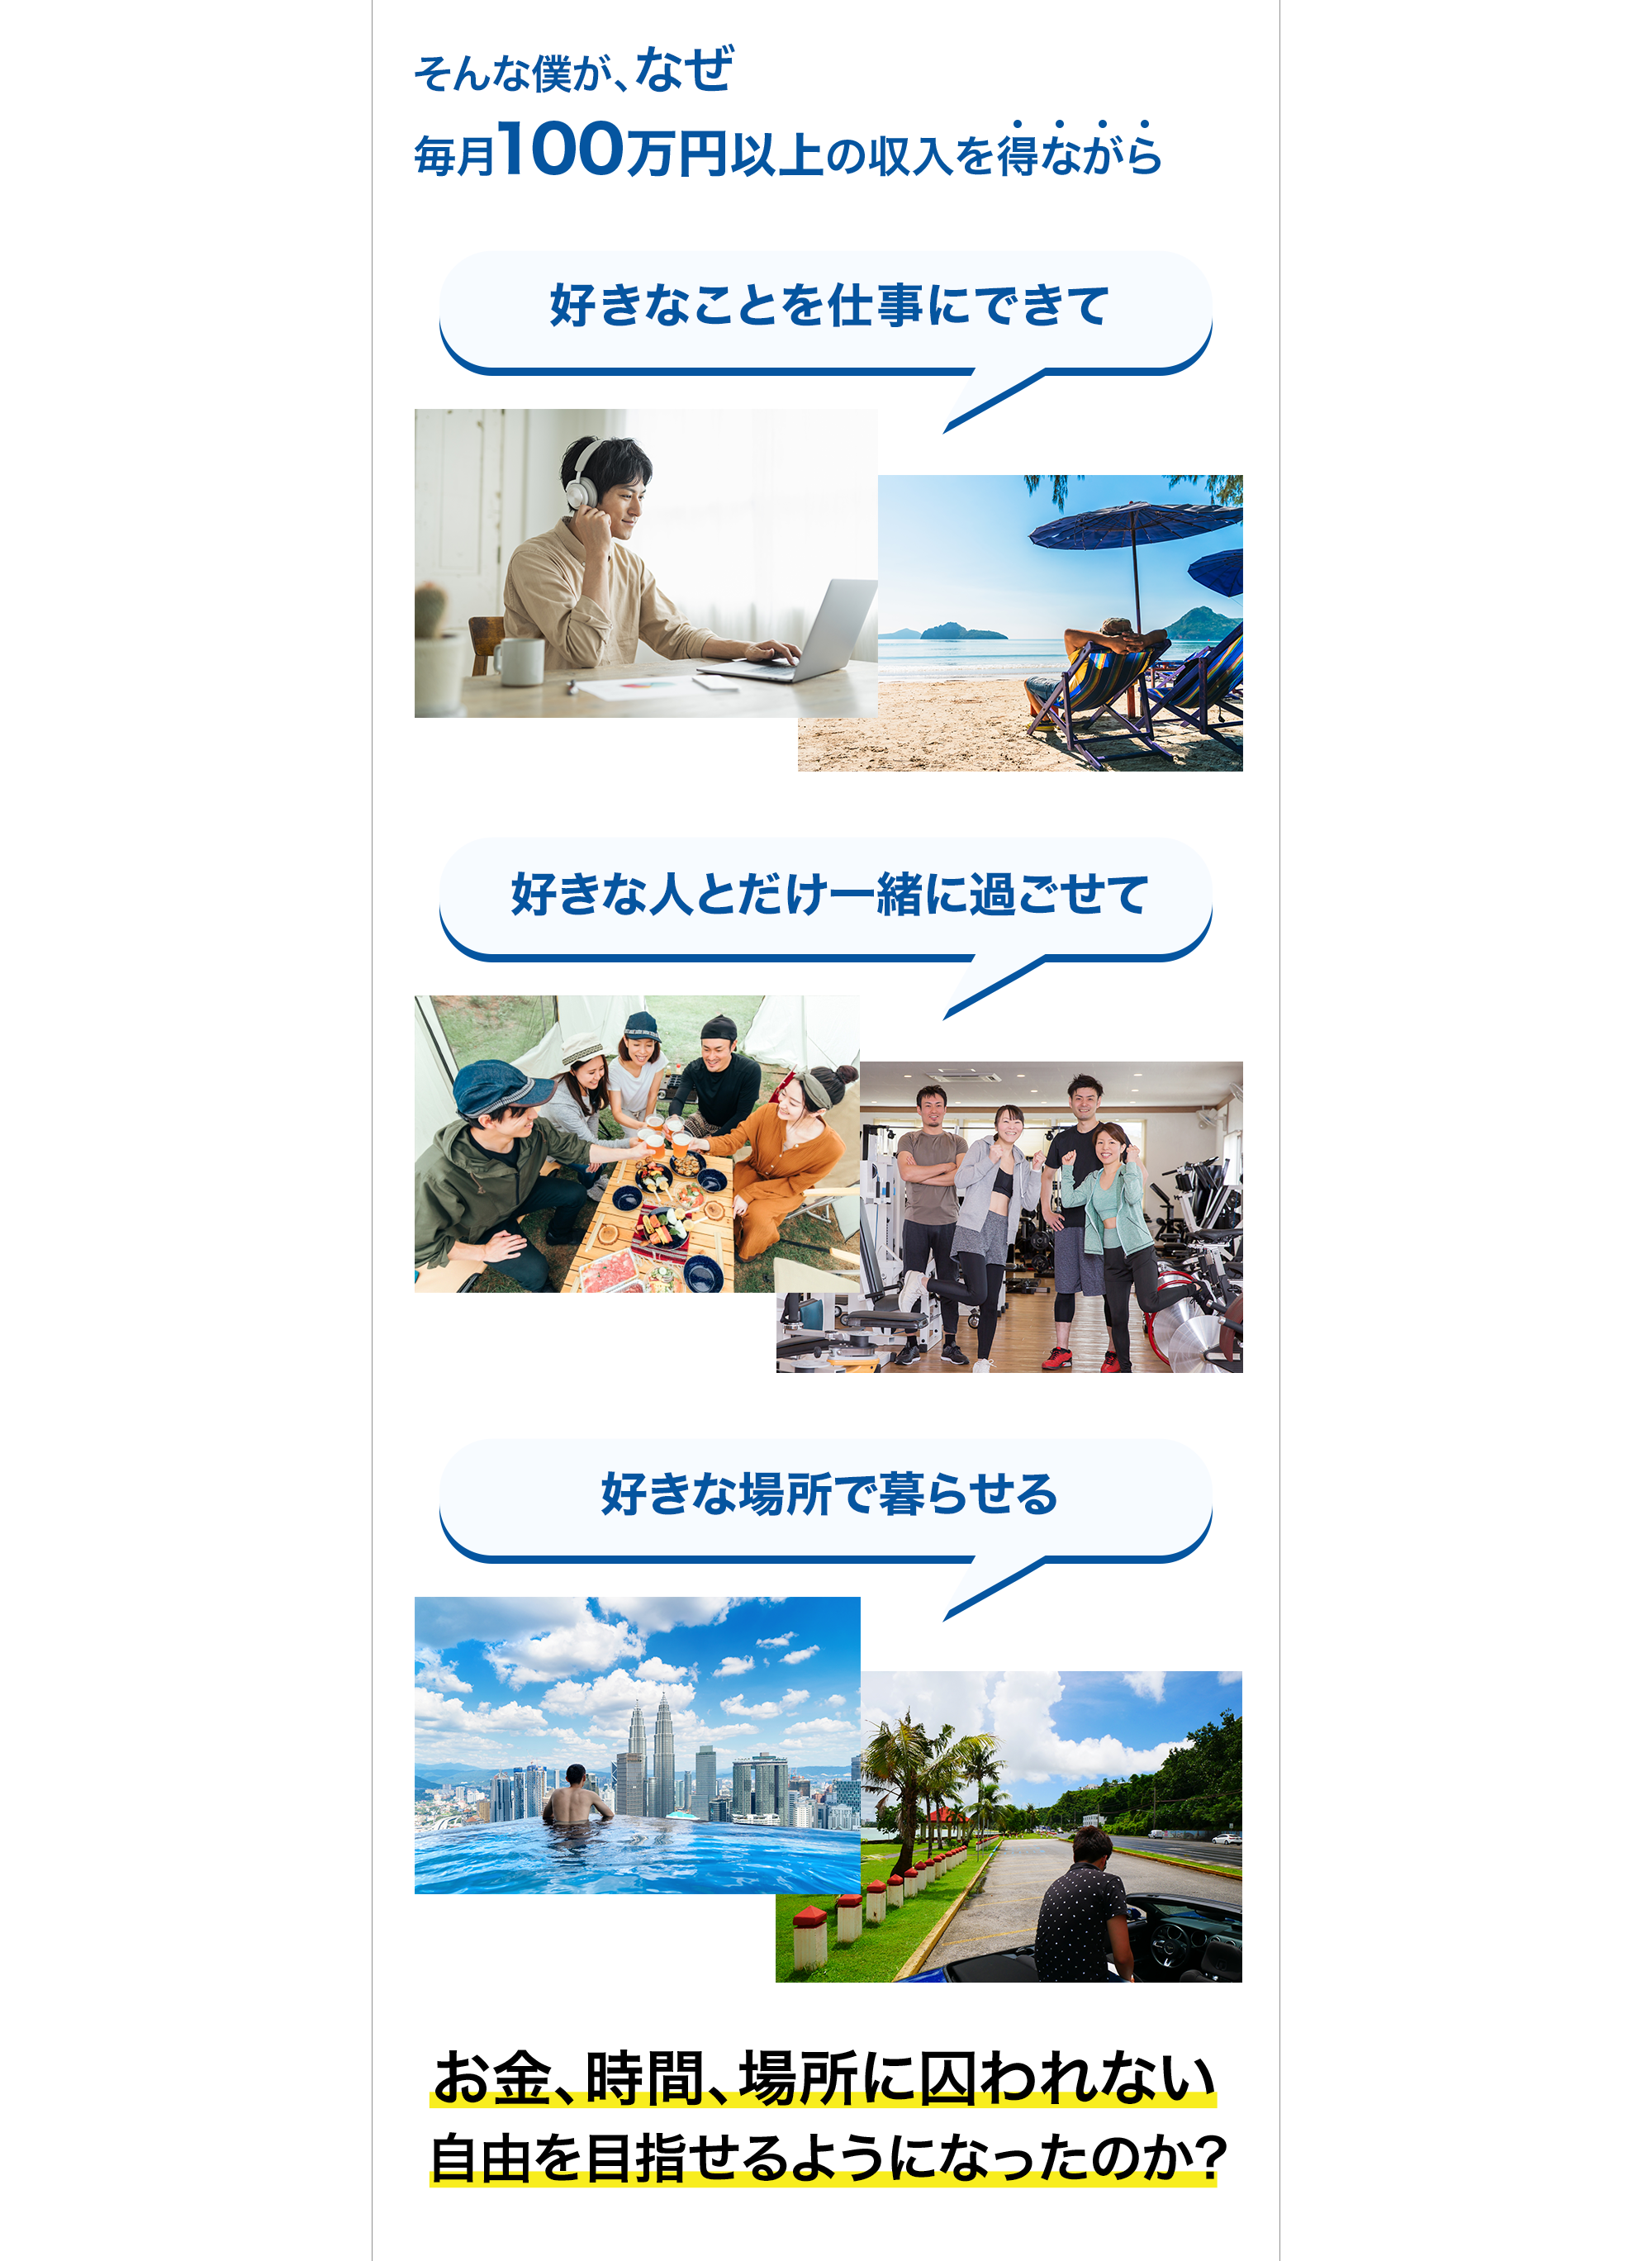 そんな僕が、なぜ
毎月100万円以上の収入を得ながら
好きなことを仕事にできて
好きな人とだけ一緒に過ごせて
好きな場所で暮らせる
お金、時間、場所に囚われない
自由を目指せるようになったのか?